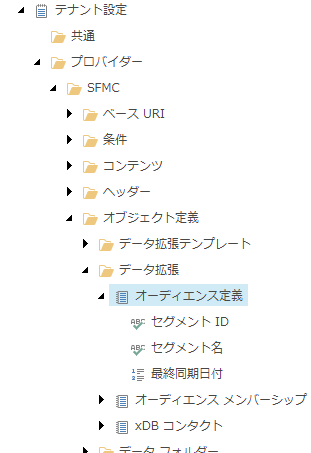 テナント設定
共通
プロバイダー
SFMC
ベース URI
条件
コンテンツ
ヘッダー
オブジェクト定義
データ拡張テンプレート
データ拡張
オーディエンス定義
セグメント ID
セグメント名
最終同期日付
オーディエンス メンバーシップ
xDB コンタクト
データ フォルダー